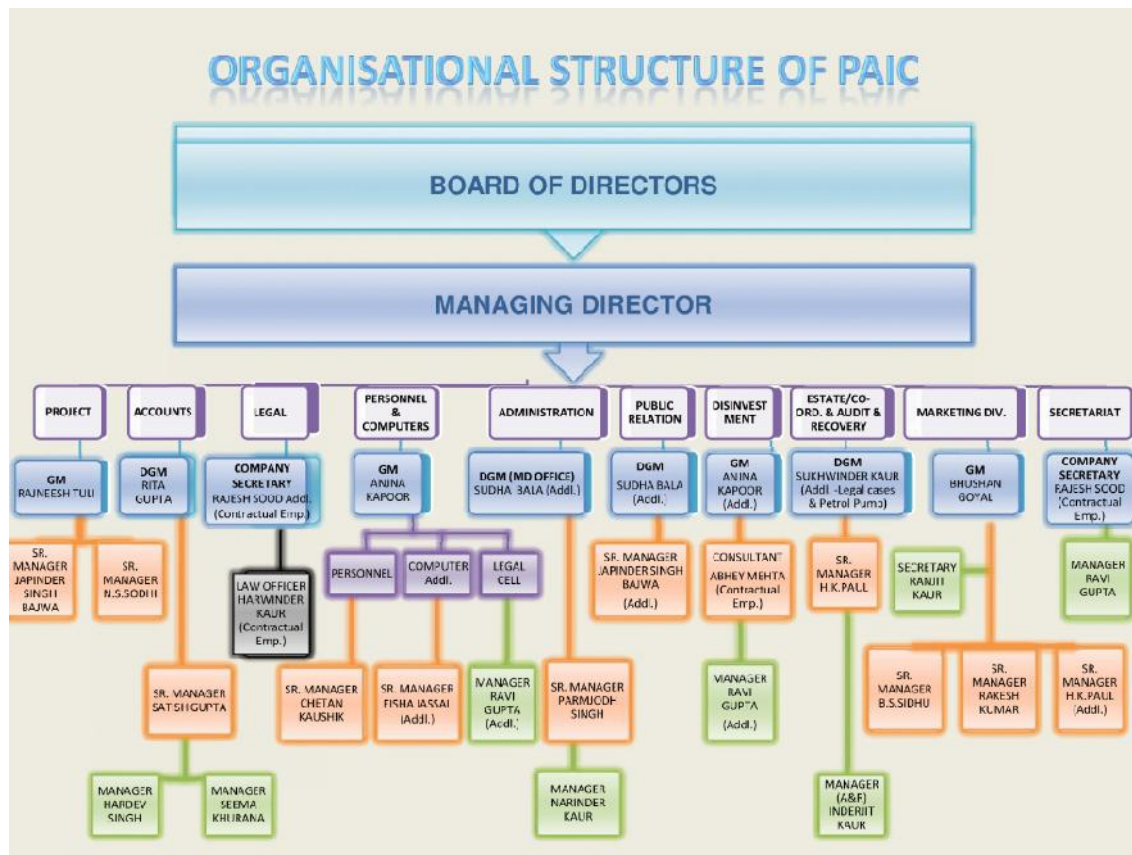 ORGANISATIONAL STRUCTURE OF PAIC
BOARD OF DIRECTORS
MANAGING DIRECTOR
PROJECT
ACCOUNTS
LEGAL
PERSONNEL
&
COMPUTERS
ADMINISTRATION
PUBLIC
RELATION
DISINVEST
MENT
ESTATE/CO-
ORD. & AUDIT &
RECOVERY
MARKETING DIV.
SECRETARIAT
GM
RAJNEESH TULI
DGM
RITA
GUPTA
COMPANY
SECRETARY
RAJESH SOOD Addl.
(Contractual Emp.)
GM
ANINA
KAPOOR
DGM (MD OFFICE)
SUDHA BALA (Addl.)
DGM
SUDHA BALA
(Addl.)
GM
ANINA
KAPOOR
(Addl.)
DGM
SUKHWINDER KAUR
(Addl. -Legal cases
& Petrol Pump)
GM
BHUSHAN
GOYAL
COMPANY
SECRETARY
RAJESH SOOD
(Contractual
Emp.)
SR.
MANAGER
JAPINDER
SINGH
BAJWA
SR.
MANAGER
N.S.SODHI
LAW OFFICER
HARWINDER
KAUR
(Contractual
Emp.)
PERSONNEL
COMPUTER
Addl.
LEGAL
CELL
SR. MANAGER
JAPINDER SINGH
BAJWA
(Addl.)
CONSULTANT
ABHEY MEHTA
(Contractual
Emp.)
SR.
MANAGER
H.K.PAUL
SECRETARY
RANJIT
KAUR
MANAGER
RAVI
GUPTA
SR. MANAGER
SATISH GUPTA
SR. MANAGER
CHETAN
KAUSHIK
SR. MANAGER
JASSAL
(Addl.)
MANAGER
RAVI
GUPTA
(Addl.)
SR. MANAGER
PARMJODH
SINGH
MANAGER
RAVI
GUPTA
(Addl.)
SR.
MANAGER
B.S.SIDHU
SR.
MANAGER
RAKESH
KUMAR
SR.
MANAGER
H.K.PAUL
(Addl.)
MANAGER
HARDEV
SINGH
MANAGER
SEEMA
KHURANA
MANAGER
NARINDER
KAUR
MANAGER
(A&F)
INDERJIT
KAUR